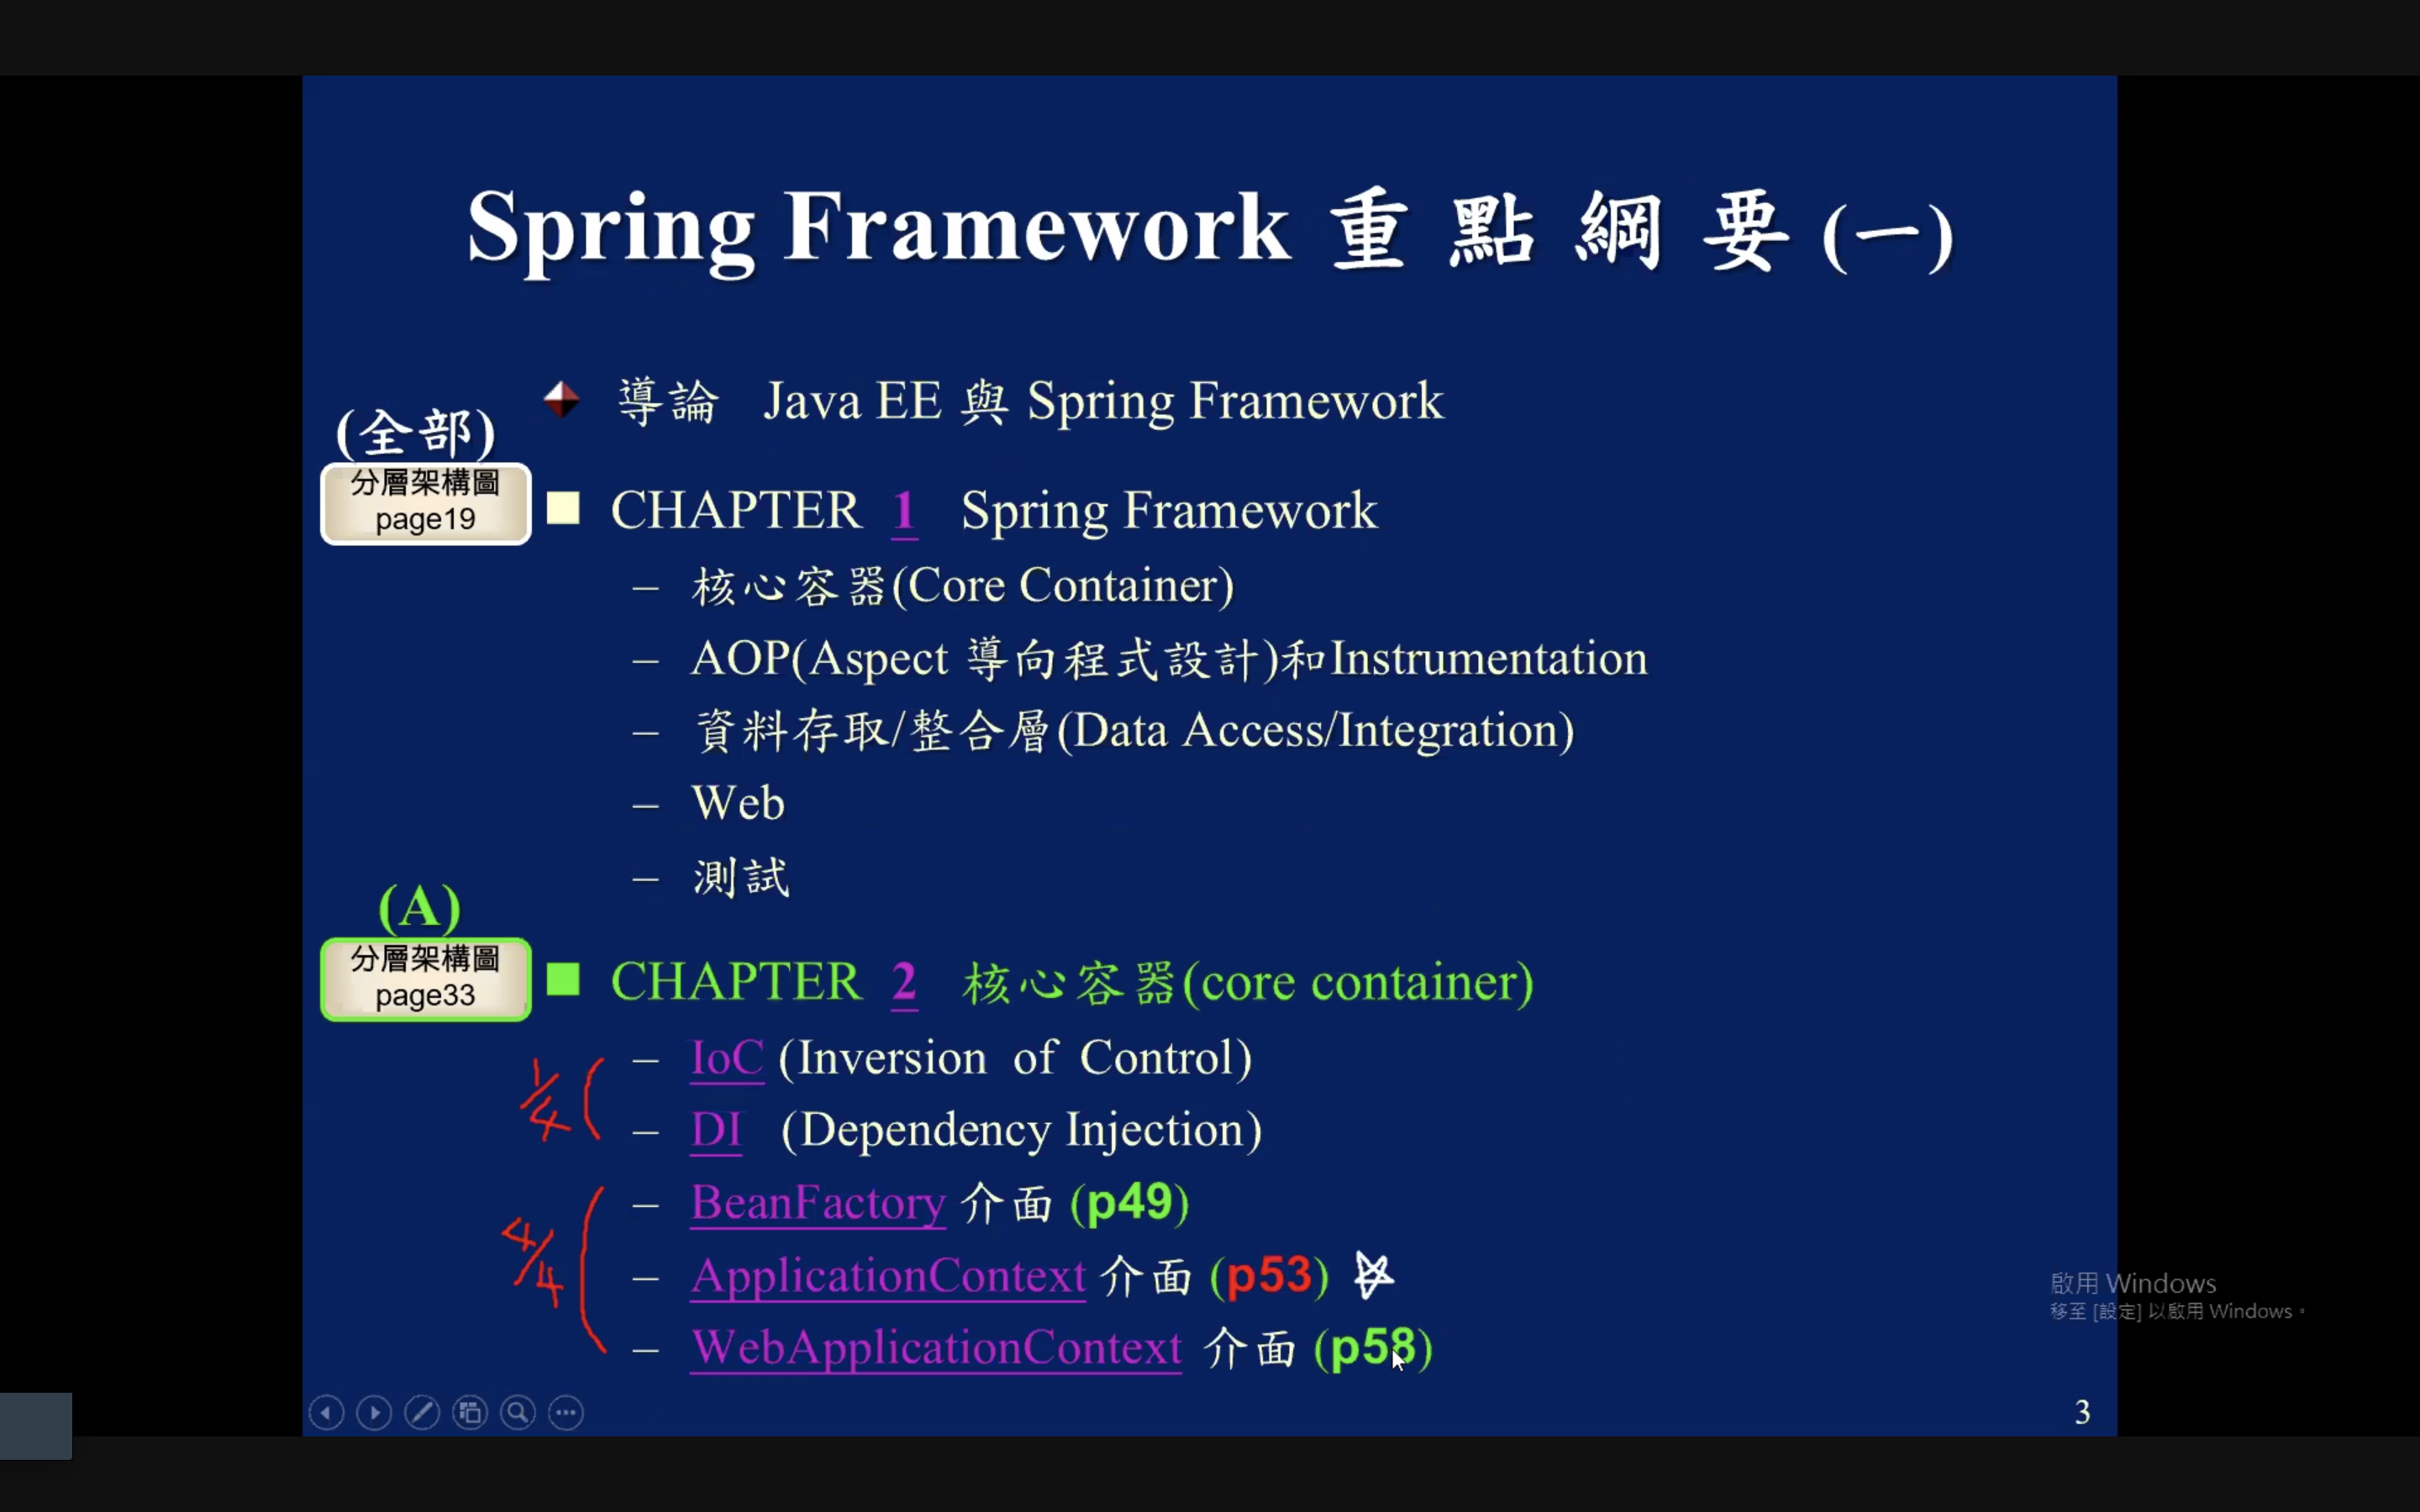 Spring Framework 重點綱要(一)
導論 Java EE 與 Spring Framework
(全部)
分層架構圖
page19
CHAPTER 1 Spring Framework
– 核心容器(Core Container)
– AOP(Aspect 導向程式設計)和Instrumentation
– 資料存取/整合層(Data Access/Integration)
– Web
– 測試
(A)
分層架構圖
page33
CHAPTER 2 核心容器(core container)
– IoC (Inversion of Control)
1/4
– DI (Dependency Injection)
– BeanFactory 介面 (p49)
4/4
– ApplicationContext 介面 (p53)
– WebApplicationContext 介面 (p58)
啟用 Windows
移至 [設定] 以啟用 Windows。
3